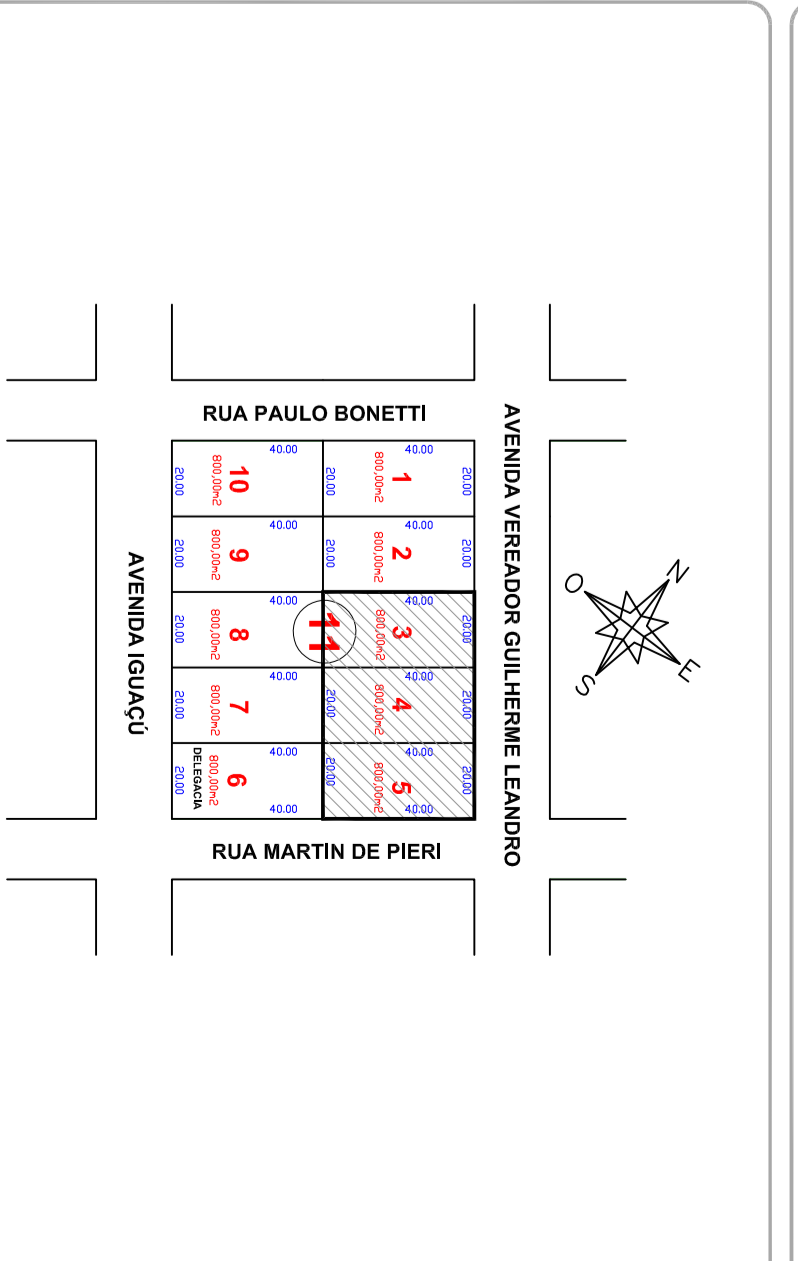 RUA PAULO BONETTI
AVENIDA VEREADOR GUILHERME LEANDRO
AVENIDA IGUAÇÚ
RUA MARTIN DE PIERI
N
E
S
O
11
40.00
1
800,00m2
20.00
20.00
40.00
2
800,00m2
20.00
20.00
40.00
3
800,00m2
20.00
40.00
4
800,00m2
20.00
20.00
40.00
5
800,00m2
20.00
20.00
40.00
40.00
10
800,00m2
20.00
40.00
9
800,00m2
20.00
40.00
8
800,00m2
20.00
40.00
7
800,00m2
20.00
40.00
6
800,00m2
DELEGACIA
20.00
40.00